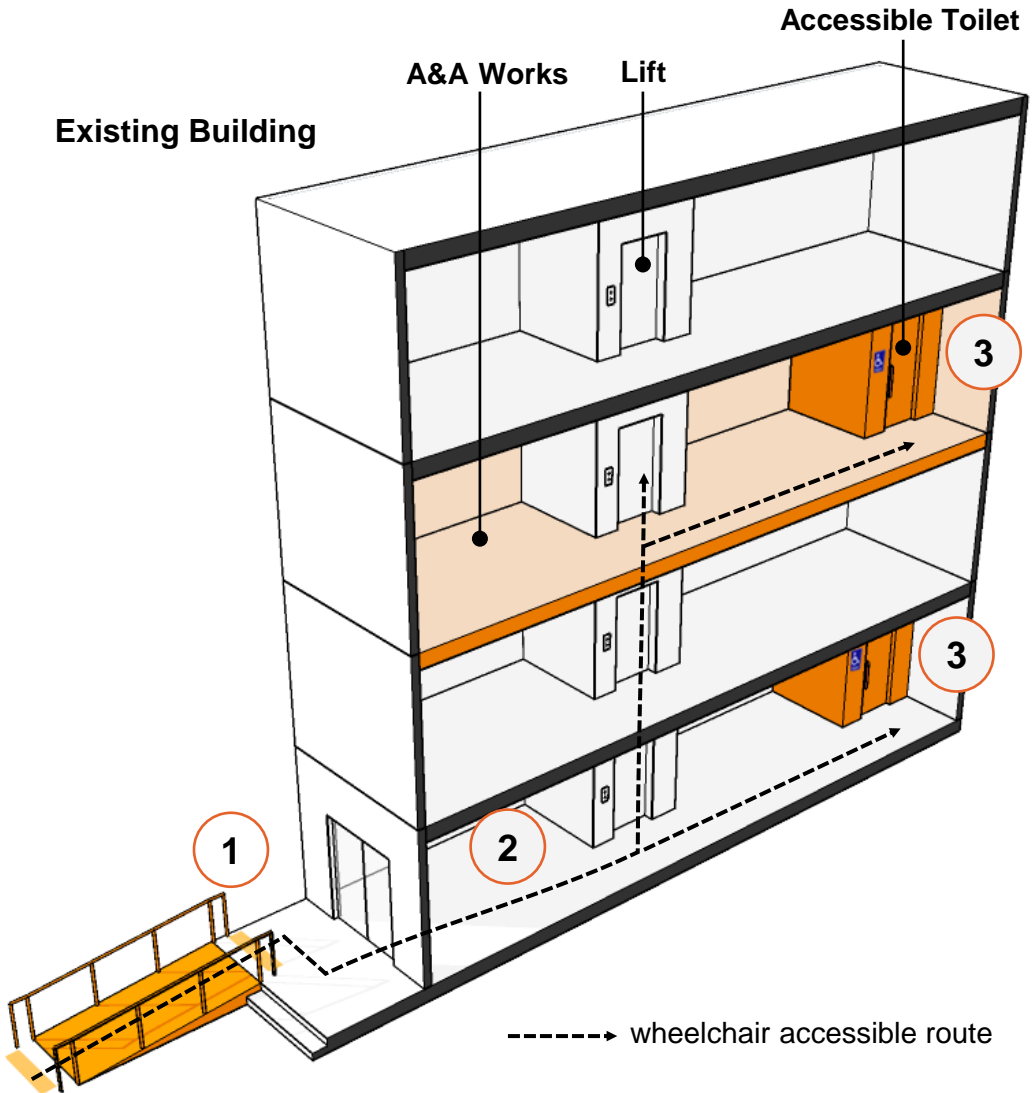 Accessible Toilet
A&A Works
Lift
Existing Building
3
3
1
2
wheelchair accessible route